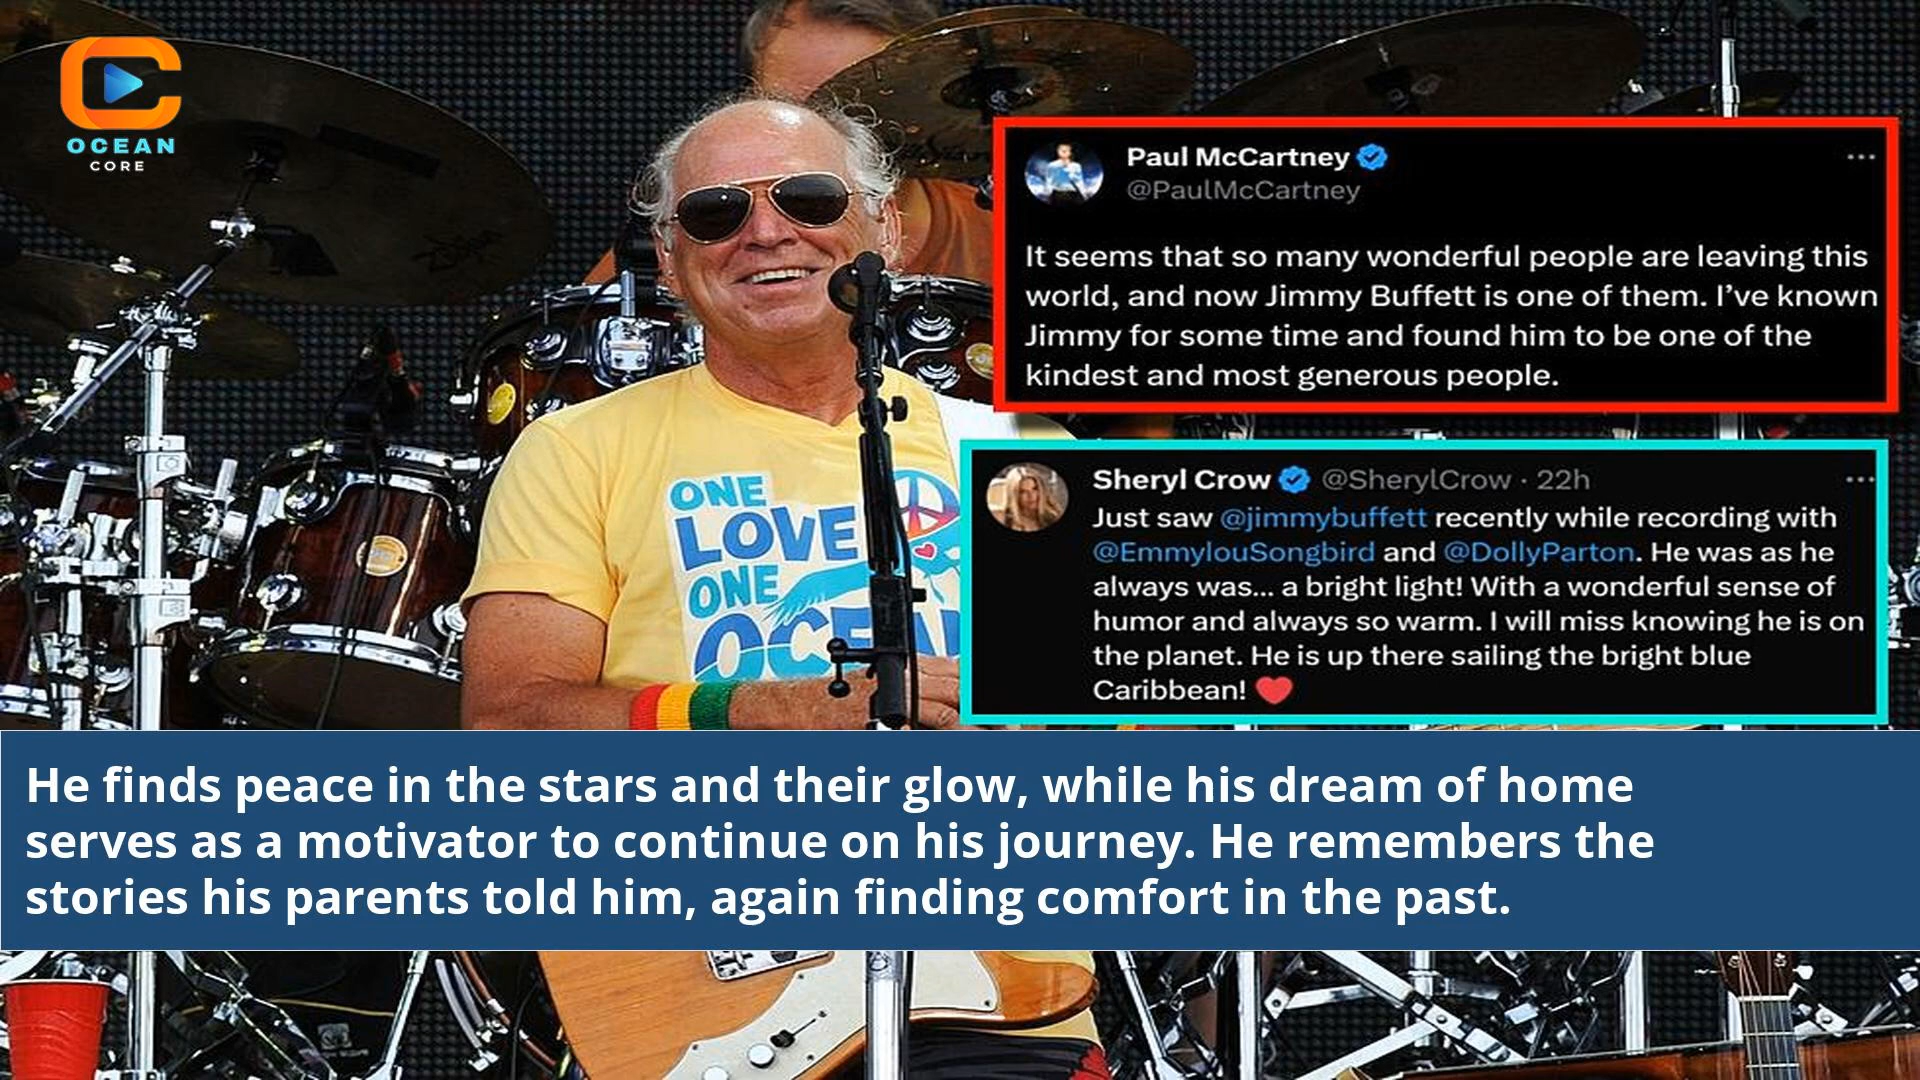 OCEAN
CORE
Paul McCartney
@PaulMcCartney
It seems that so many wonderful people are leaving this
world, and now Jimmy Buffett is one of them. I've known
Jimmy for some time and found him to be one of the
kindest and most generous people.
Sheryl Crow @SherylCrow · 22h
Just saw @jimmybuffett recently while recording with
@EmmylouSongbird and @DollyParton. He was as he
always was... a bright light! With a wonderful sense of
humor and always so warm. I will miss knowing he is on
the planet. He is up there sailing the bright blue
Caribbean! ❤️
ONE
LOVE
ONE
OCEAN
He finds peace in the stars and their glow, while his dream of home
serves as a motivator to continue on his journey. He remembers the
stories his parents told him, again finding comfort in the past.